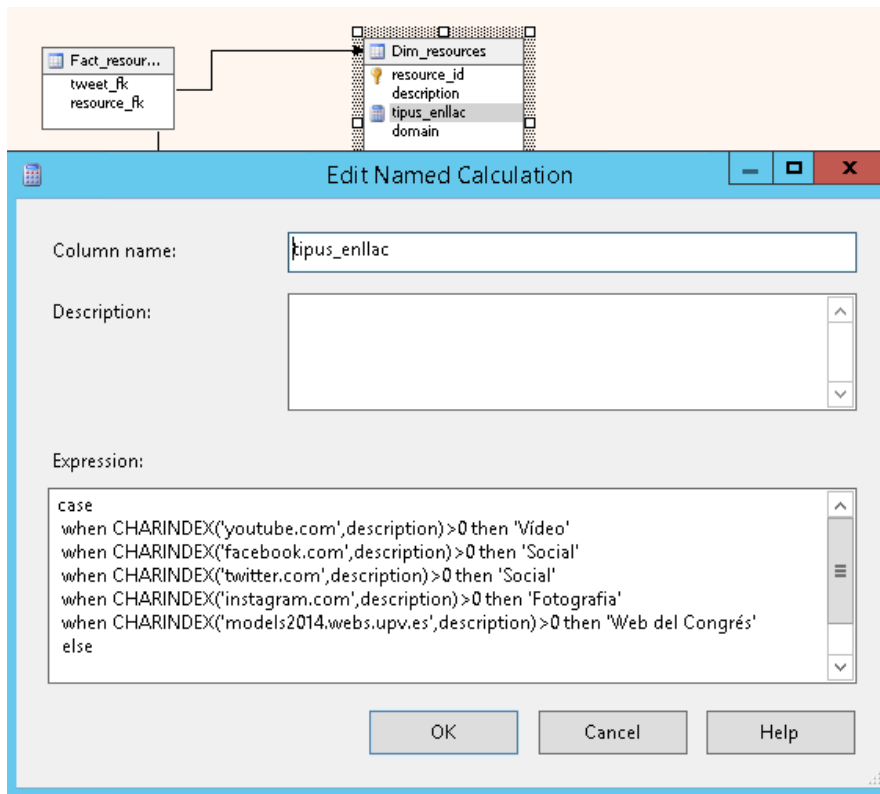 Fact_resour...
tweet_fk
resource_fk
Dim_resources
resource_id
description
tipus_enllac
domain
Edit Named Calculation
Column name:
tipus_enllac
Description:
Expression:
case
when CHARINDEX('youtube.com',description)>0 then 'Vídeo'
when CHARINDEX('facebook.com',description)>0 then 'Social'
when CHARINDEX('twitter.com',description)>0 then 'Social'
when CHARINDEX('instagram.com',description)>0 then 'Fotografia'
when CHARINDEX('models2014.webs.upv.es',description)>0 then 'Web del Congrés'
else
OK
Cancel
Help